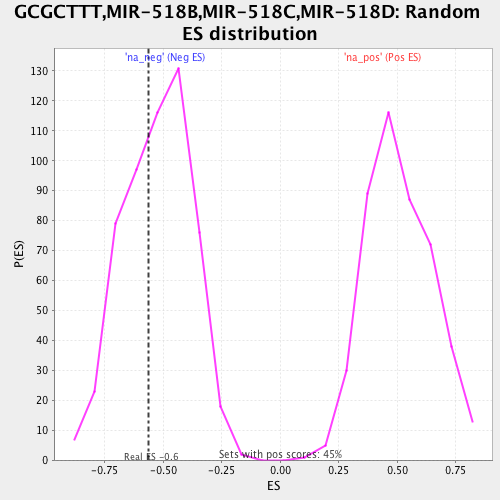 GCGCTTT,MIR-518B,MIR-518C,MIR-518D: Random
ES distribution
'na_neg' (Neg ES)
'na_pos' (Pos ES)
P(ES)
130
120
110
100
90
80
70
60
50
40
30
20
10
0
Real ES -0.6
Sets with pos scores: 45%
-0.75
-0.50
-0.25
0.00
0.25
0.50
0.75
ES